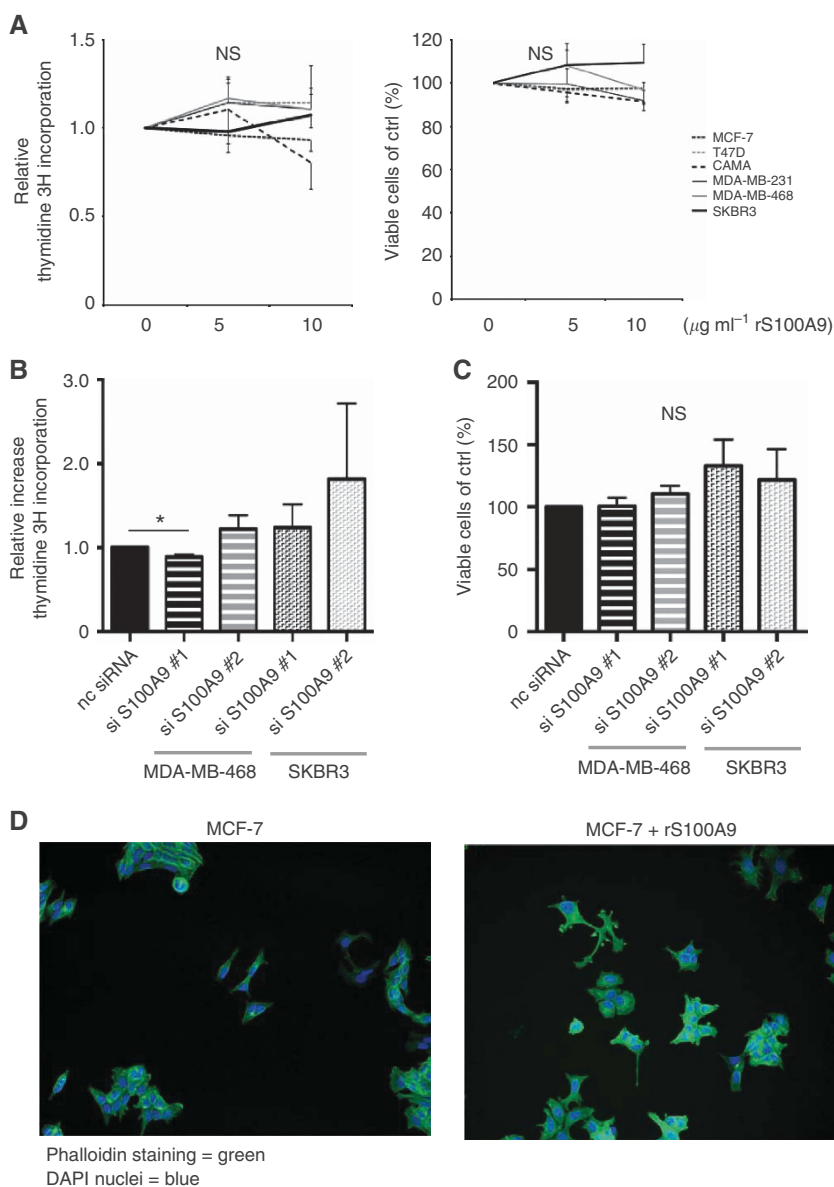 A
1.5
1.0
0.5
0
Relative
thymidine 3H incorporation
NS
0
5
10
120
100
80
60
40
20
0
Viable cells of ctrl (%)
NS
0
5
10
(μg ml⁻¹ rS100A9)
MCF-7
T47D
CAMA
MDA-MB-231
MDA-MB-468
SKBR3
B
3.0
2.0
1.0
0
Relative increase
thymidine 3H incorporation
*
nc siRNA
si S100A9 #1
si S100A9 #2
si S100A9 #1
si S100A9 #2
MDA-MB-468
SKBR3
C
200
150
100
50
0
Viable cells of ctrl (%)
NS
nc siRNA
si S100A9 #1
si S100A9 #2
si S100A9 #1
si S100A9 #2
MDA-MB-468
SKBR3
D
MCF-7
MCF-7 + rS100A9
Phalloidin staining = green
DAPI nuclei = blue